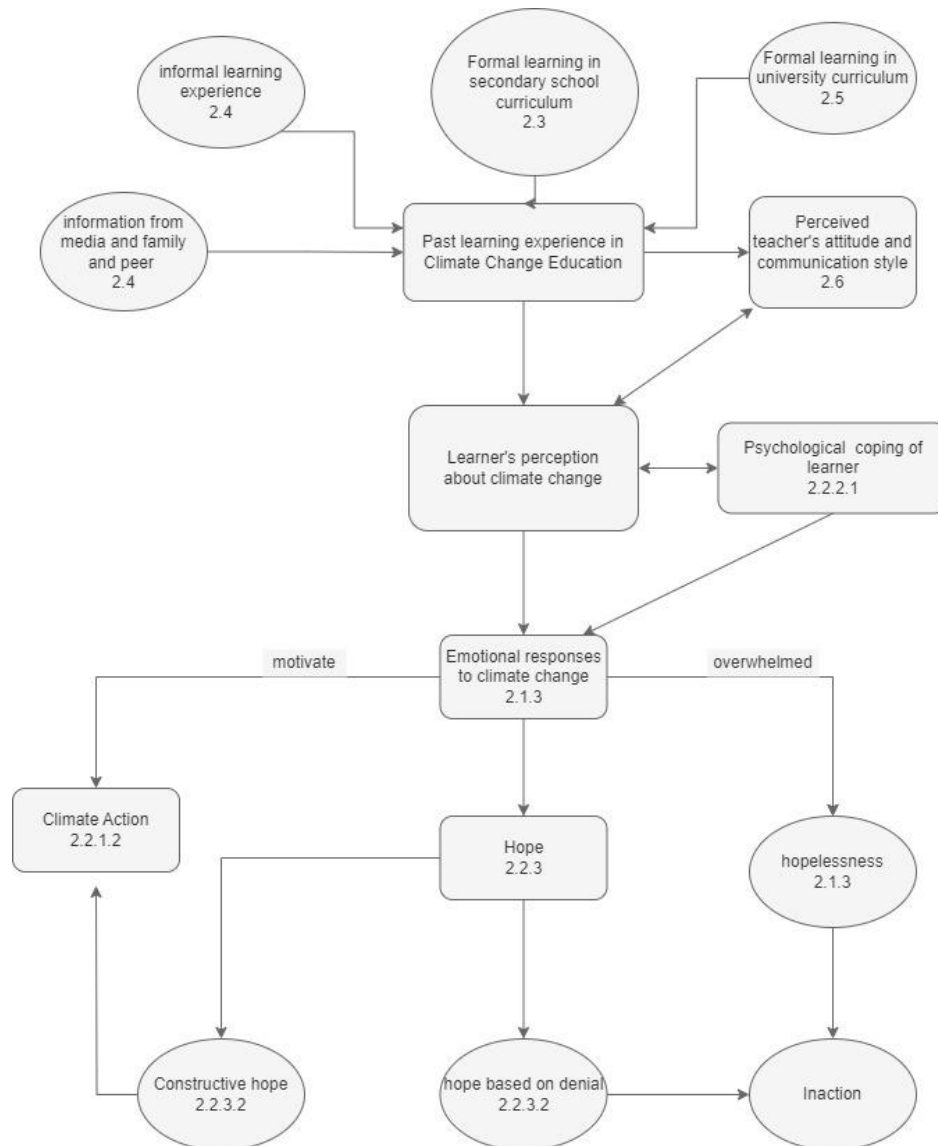 informal learning
experience
2.4
Formal learning in
secondary school
curriculum
2.3
Formal learning in
university curriculum
2.5
information from
media and family
and peer
2.4
Past learning experience in
Climate Change Education
Perceived
teacher's attitude and
communication style
2.6
Learner's perception
about climate change
Psychological coping of
learner
2.2.2.1
motivate
Emotional responses
to climate change
2.1.3
overwhelmed
Climate Action
2.2.1.2
Hope
2.2.3
hopelessness
2.1.3
Constructive hope
2.2.3.2
hope based on denial
2.2.3.2
Inaction